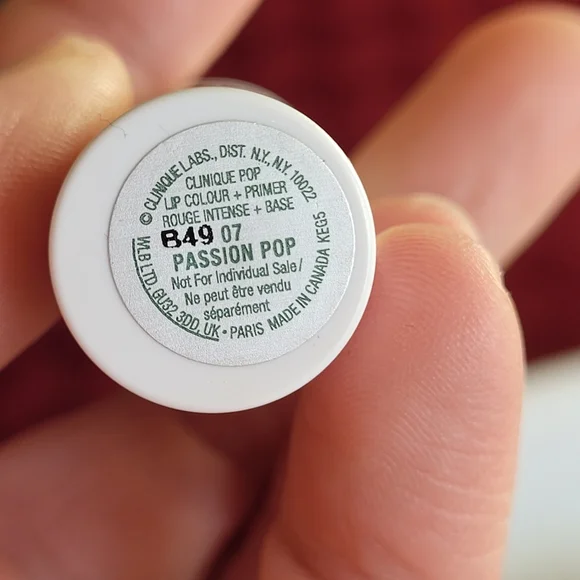 © CLINIQUE LABS., DIST. N.Y., N.Y. 10022
CLINIQUE POP
LIP COLOUR + PRIMER
ROUGE INTENSE + BASE
B49 07
PASSION POP
Not For Individual Sale/
Ne peut être vendu
séparément
W.B LTD. GU32 3DD, UK • PARIS MADE IN CANADA KEG5